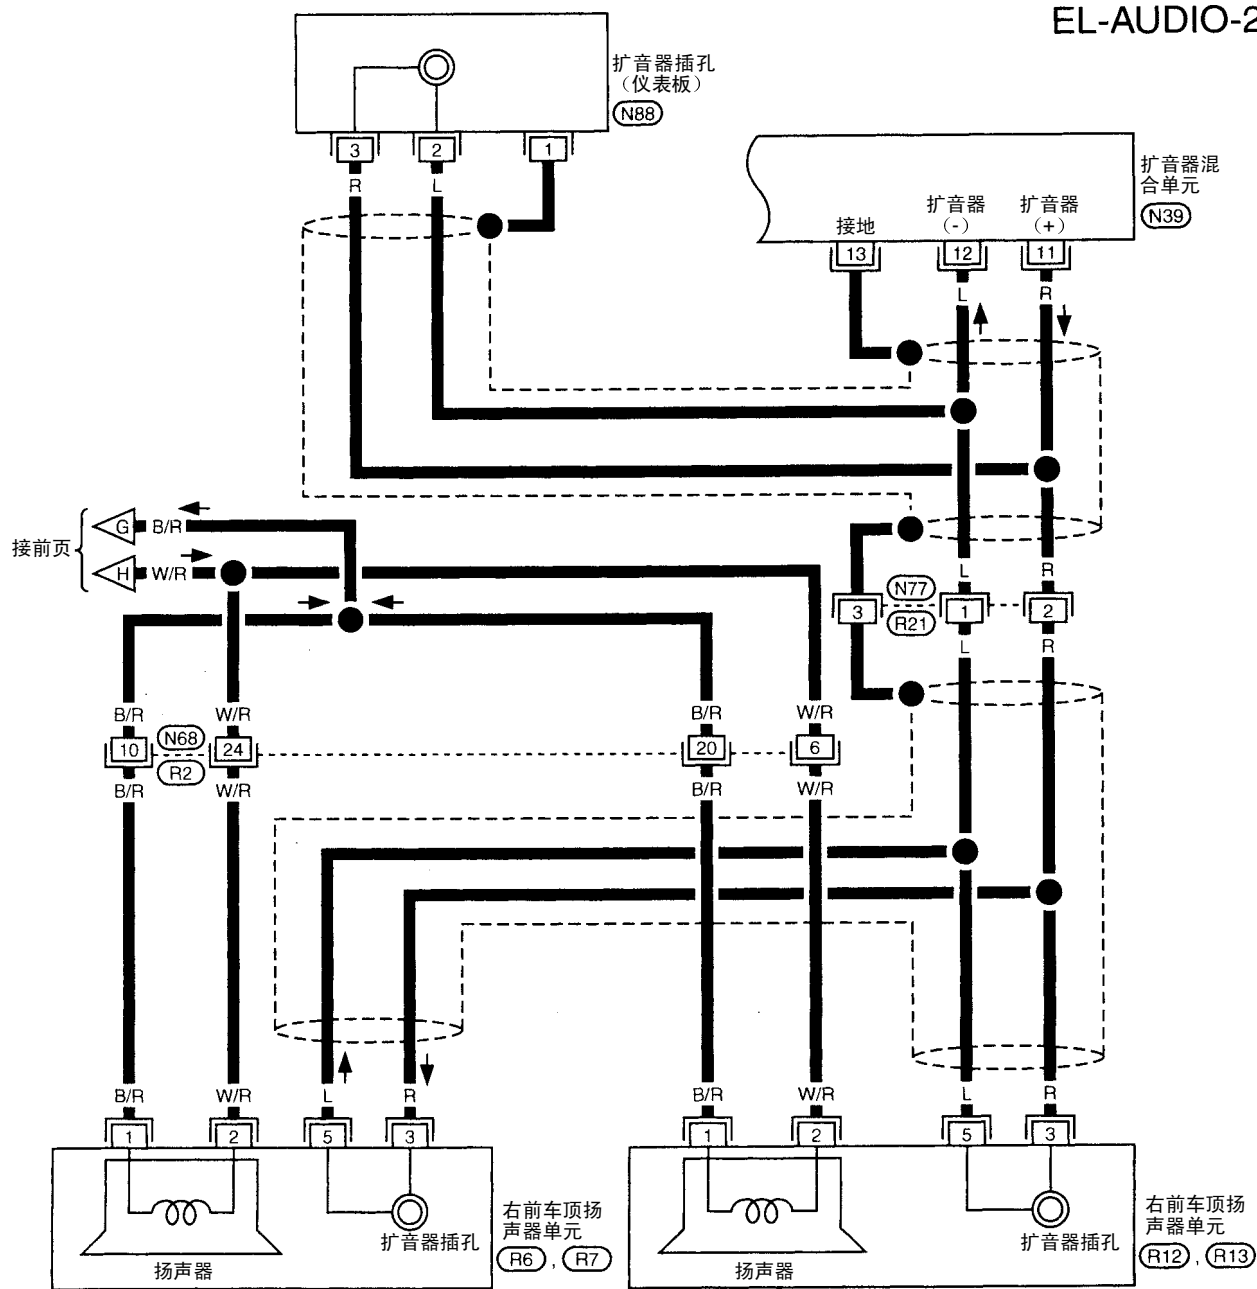 EL-AUDIO-2
扩音器插孔
（仪表板）
N88
3
2
1
R
L
扩音器混
合单元
N39
接地
扩音器
(-)
扩音器
(+)
13
12
11
L
R
接前页
G
B/R
H
W/R
L
R
3
N77
R21
1
2
L
R
B/R
W/R
B/R
W/R
10
N68
R2
24
20
6
B/R
W/R
B/R
W/R
B/R
W/R
L
R
B/R
W/R
L
R
1
2
5
3
1
2
5
3
扩音器插孔
扬声器
右前车顶扬
声器单元
R6 , R7
扩音器插孔
扬声器
右前车顶扬
声器单元
R12 , R13